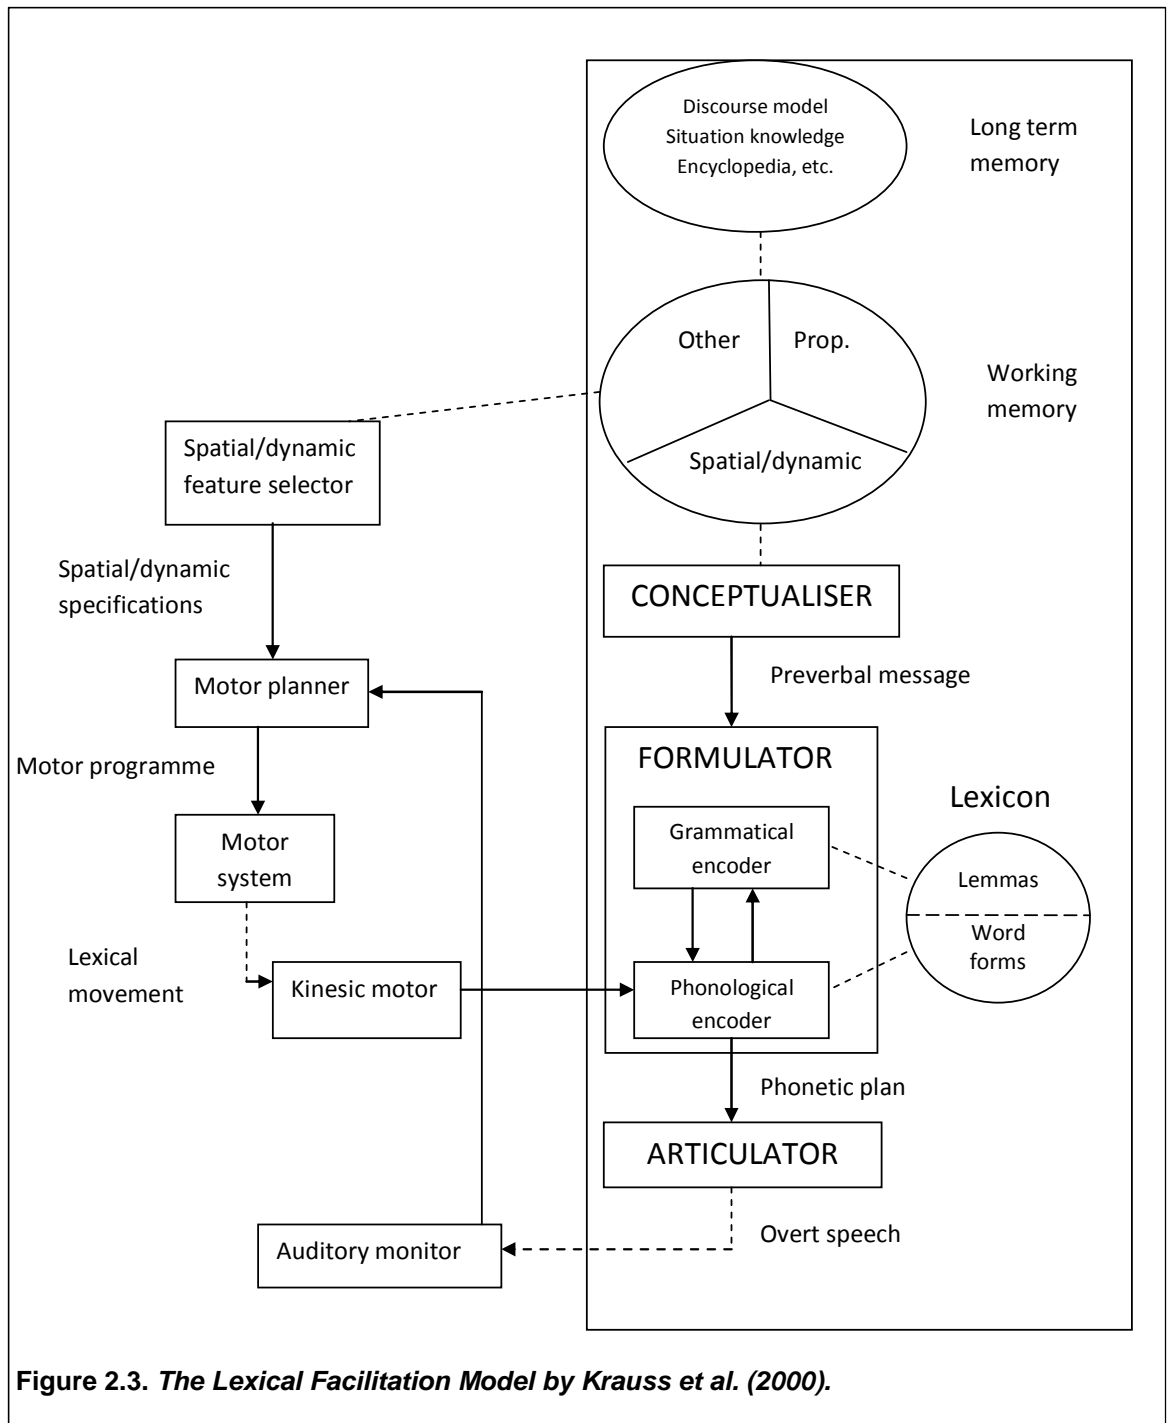 Discourse model
Situation knowledge
Encyclopedia, etc.
Long term
memory
Other
Prop.
Spatial/dynamic
Working
memory
Spatial/dynamic
feature selector
Spatial/dynamic
specifications
CONCEPTUALISER
Preverbal message
Motor planner
Motor programme
FORMULATOR
Lexicon
Motor
system
Grammatical
encoder
Lemmas
Word
forms
Lexical
movement
Kinesic motor
Phonological
encoder
Phonetic plan
ARTICULATOR
Overt speech
Auditory monitor
Figure 2.3. The Lexical Facilitation Model by Krauss et al. (2000).